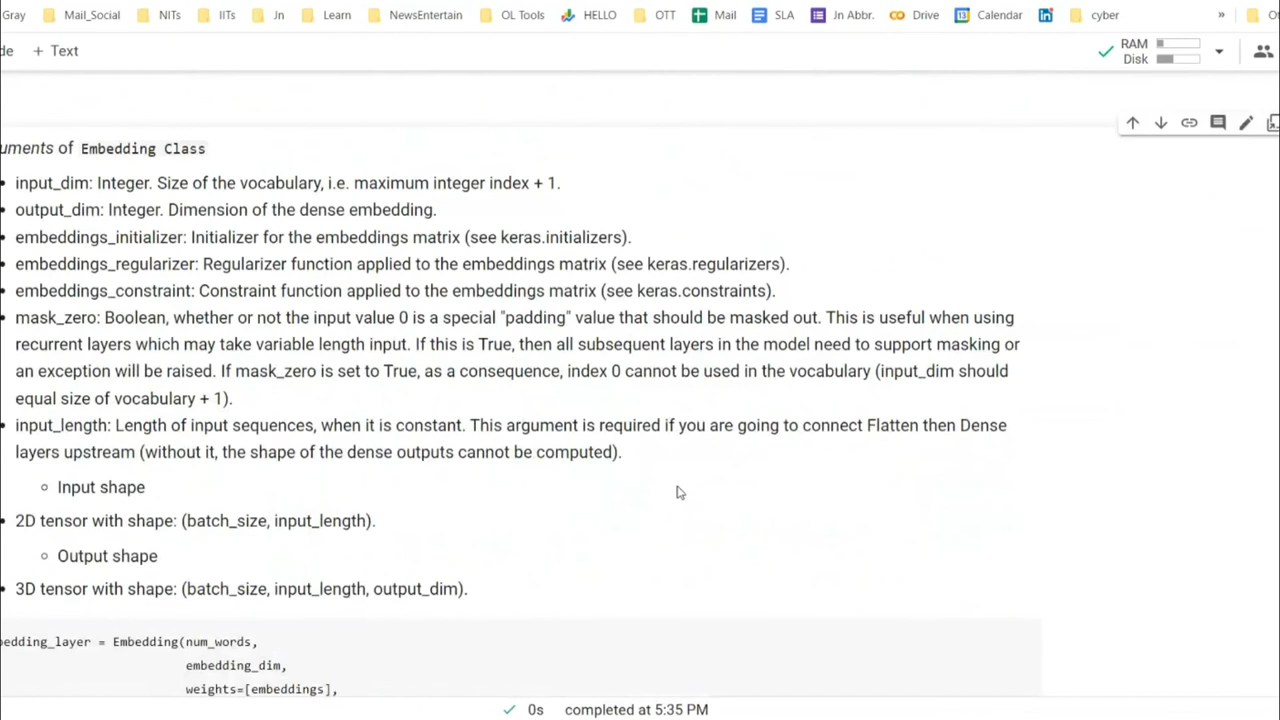 Gray Mail_Social NITs IITs Jn Learn NewsEntertain OL Tools HELLO OTT Mail SLA Jn Abbr. Drive Calendar cyber »
de + Text RAM
Disk
uments of Embedding Class
• input_dim: Integer. Size of the vocabulary, i.e. maximum integer index + 1.
• output_dim: Integer. Dimension of the dense embedding.
• embeddings_initializer: Initializer for the embeddings matrix (see keras.initializers).
• embeddings_regularizer: Regularizer function applied to the embeddings matrix (see keras.regularizers).
• embeddings_constraint: Constraint function applied to the embeddings matrix (see keras.constraints).
• mask_zero: Boolean, whether or not the input value 0 is a special "padding" value that should be masked out. This is useful when using
recurrent layers which may take variable length input. If this is True, then all subsequent layers in the model need to support masking or
an exception will be raised. If mask_zero is set to True, as a consequence, index 0 cannot be used in the vocabulary (input_dim should
equal size of vocabulary + 1).
• input_length: Length of input sequences, when it is constant. This argument is required if you are going to connect Flatten then Dense
layers upstream (without it, the shape of the dense outputs cannot be computed).
◦ Input shape
• 2D tensor with shape: (batch_size, input_length).
◦ Output shape
• 3D tensor with shape: (batch_size, input_length, output_dim).
bedding_layer = Embedding(num_words,
embedding_dim,
weights=[embeddings],
0s completed at 5:35 PM